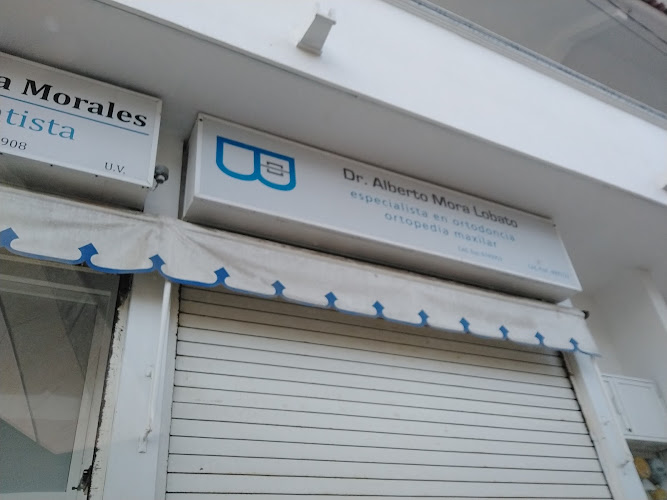 a Morales
tista
908
U.V.
Dr. Alberto Mora Lobato
especialista en ortodoncia
ortopedia maxilar